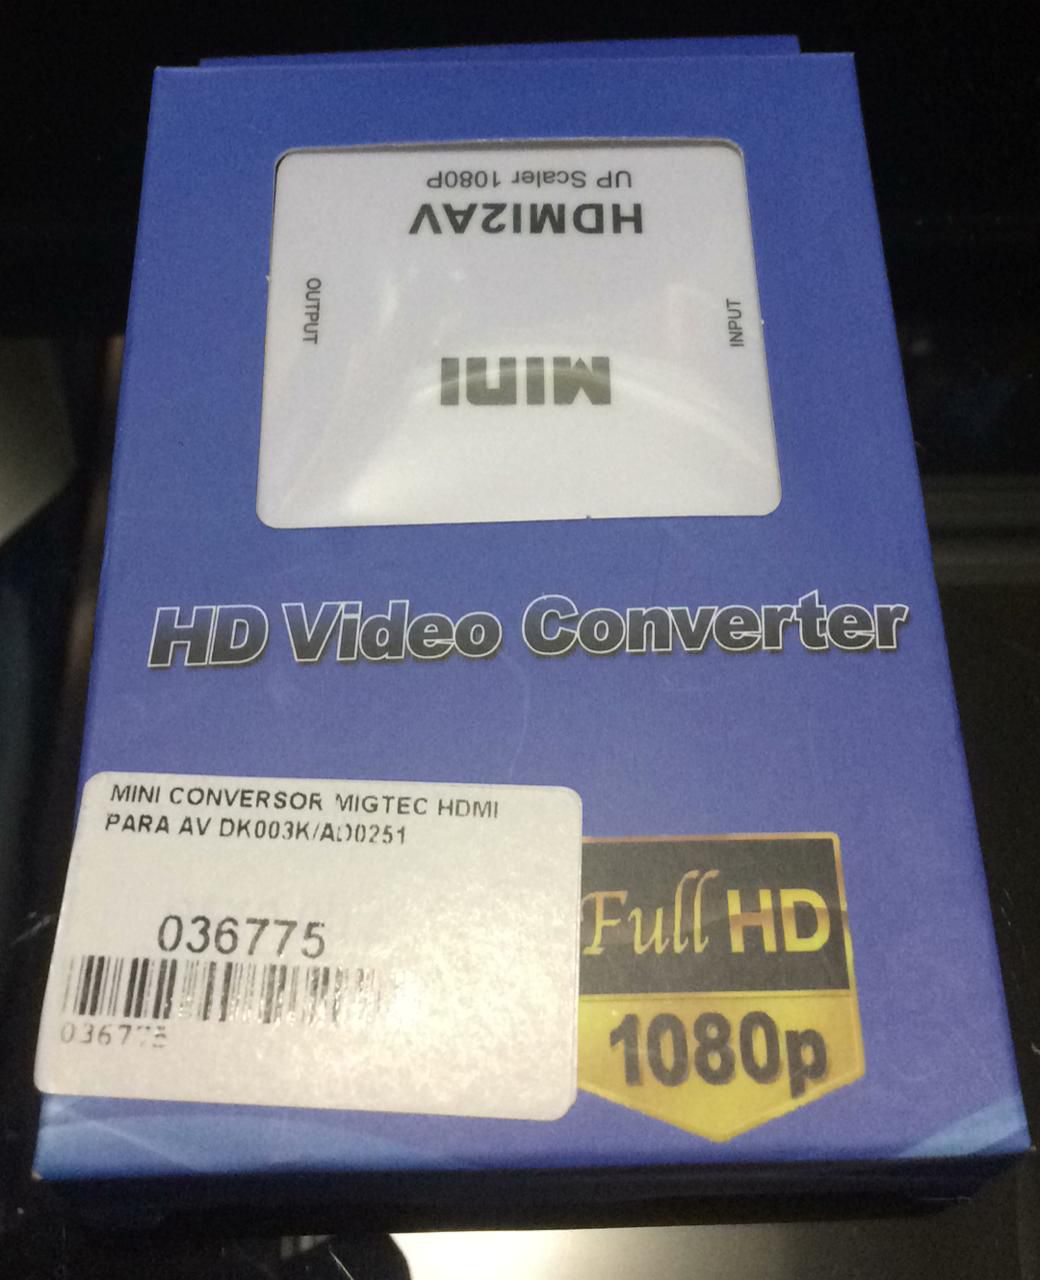 UP Scaler 1080P
HDMI2AV
OUTPUT
INPUT
MINI
HD Video Converter
MINI CONVERSOR MIGTEC HDMI
PARA AV DK003K/AD0251
036775
036775
Full HD
1080p